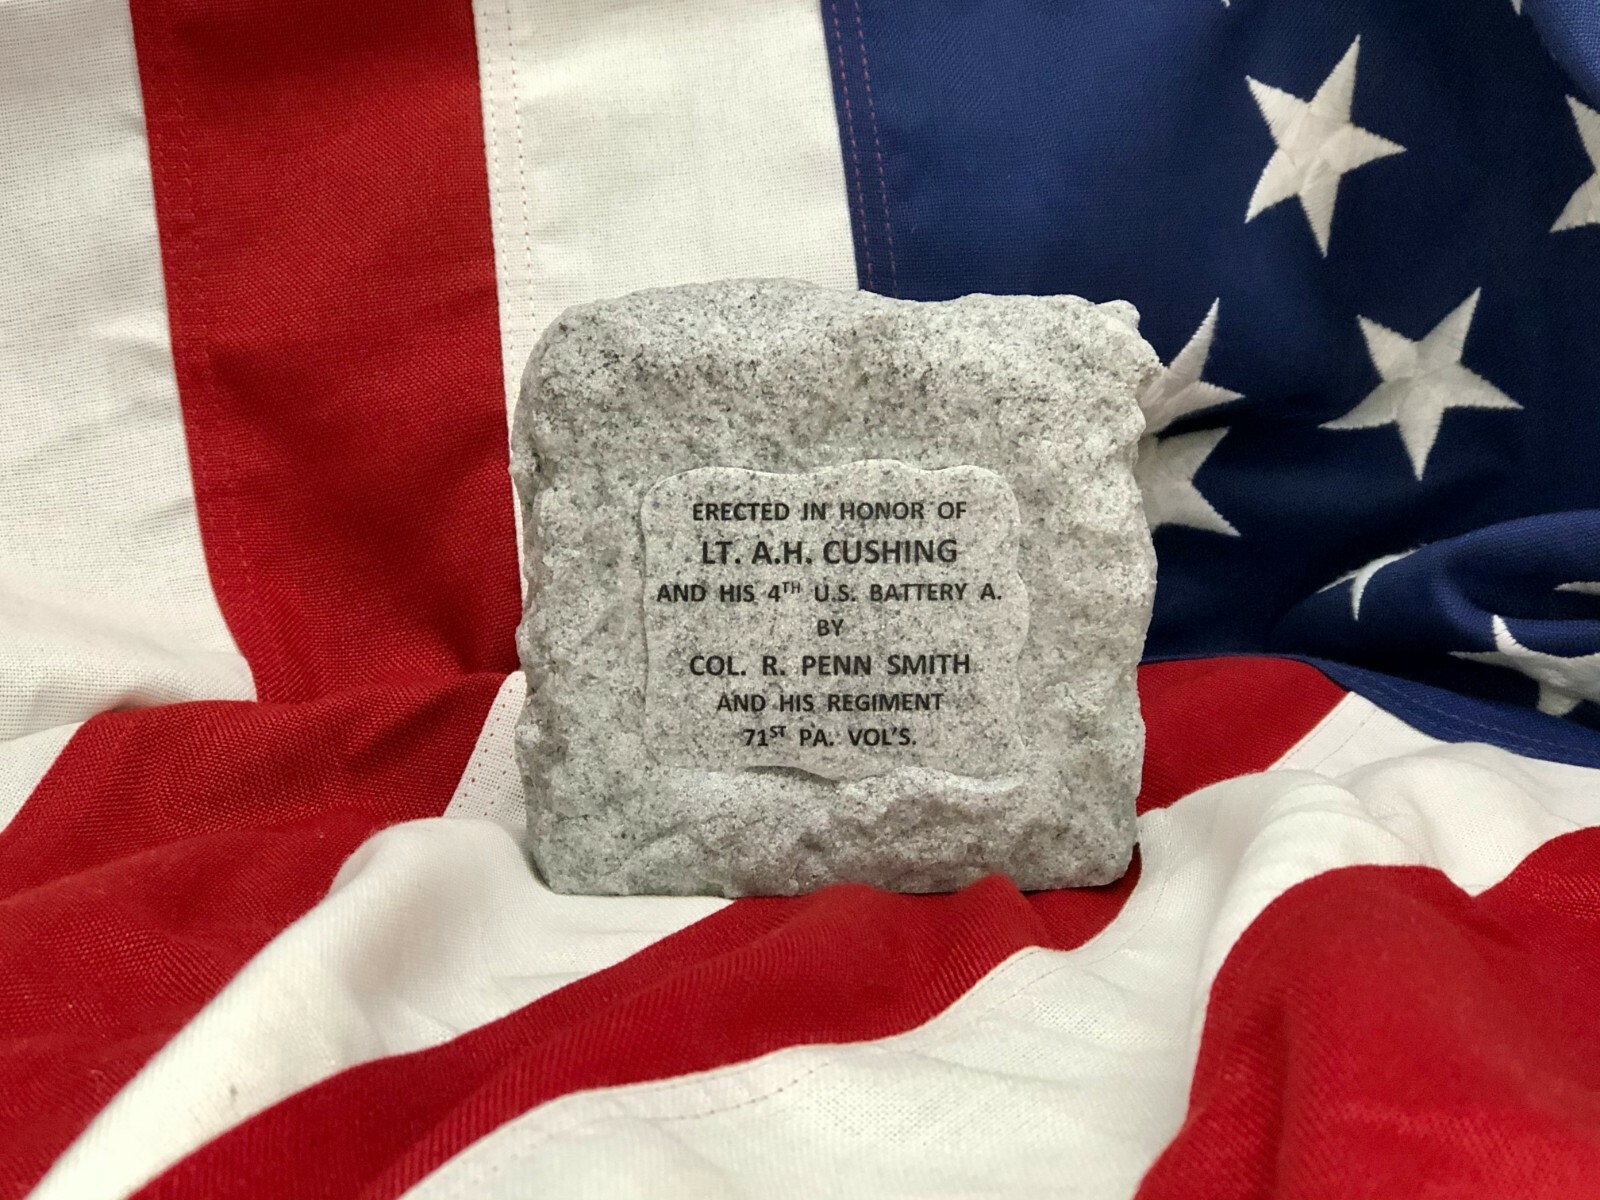 ERECTED IN HONOR OF
LT. A.H. CUSHING
AND HIS 4TH U.S. BATTERY A.
BY
COL. R. PENN SMITH
AND HIS REGIMENT
71ST PA. VOL'S.